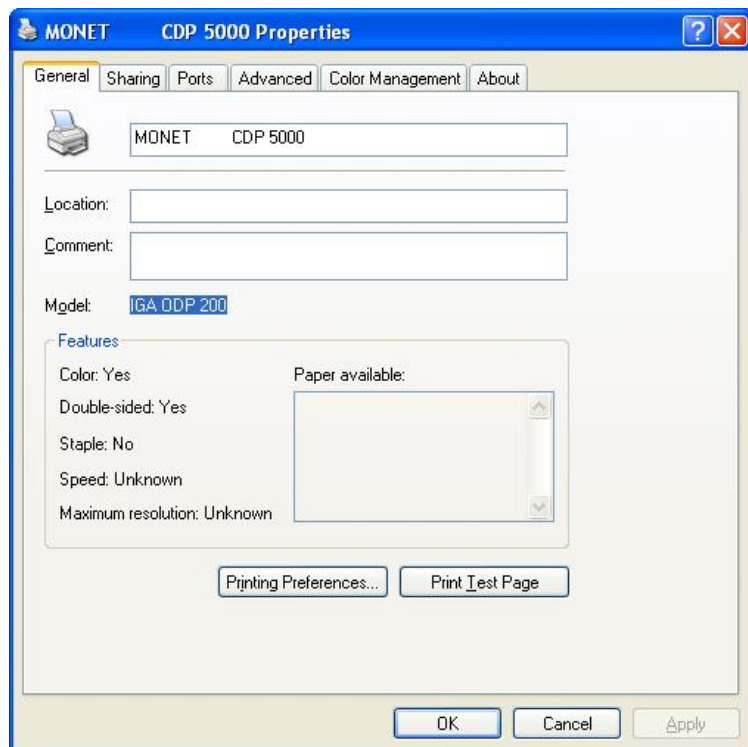 MONET CDP 5000 Properties
General Sharing Ports Advanced Color Management About
MONET CDP 5000
Location:
Comment:
Model: IGA ODP 200
Features
Color: Yes Paper available:
Double-sided: Yes
Staple: No
Speed: Unknown
Maximum resolution: Unknown
Printing Preferences... Print Test Page
OK Cancel Apply